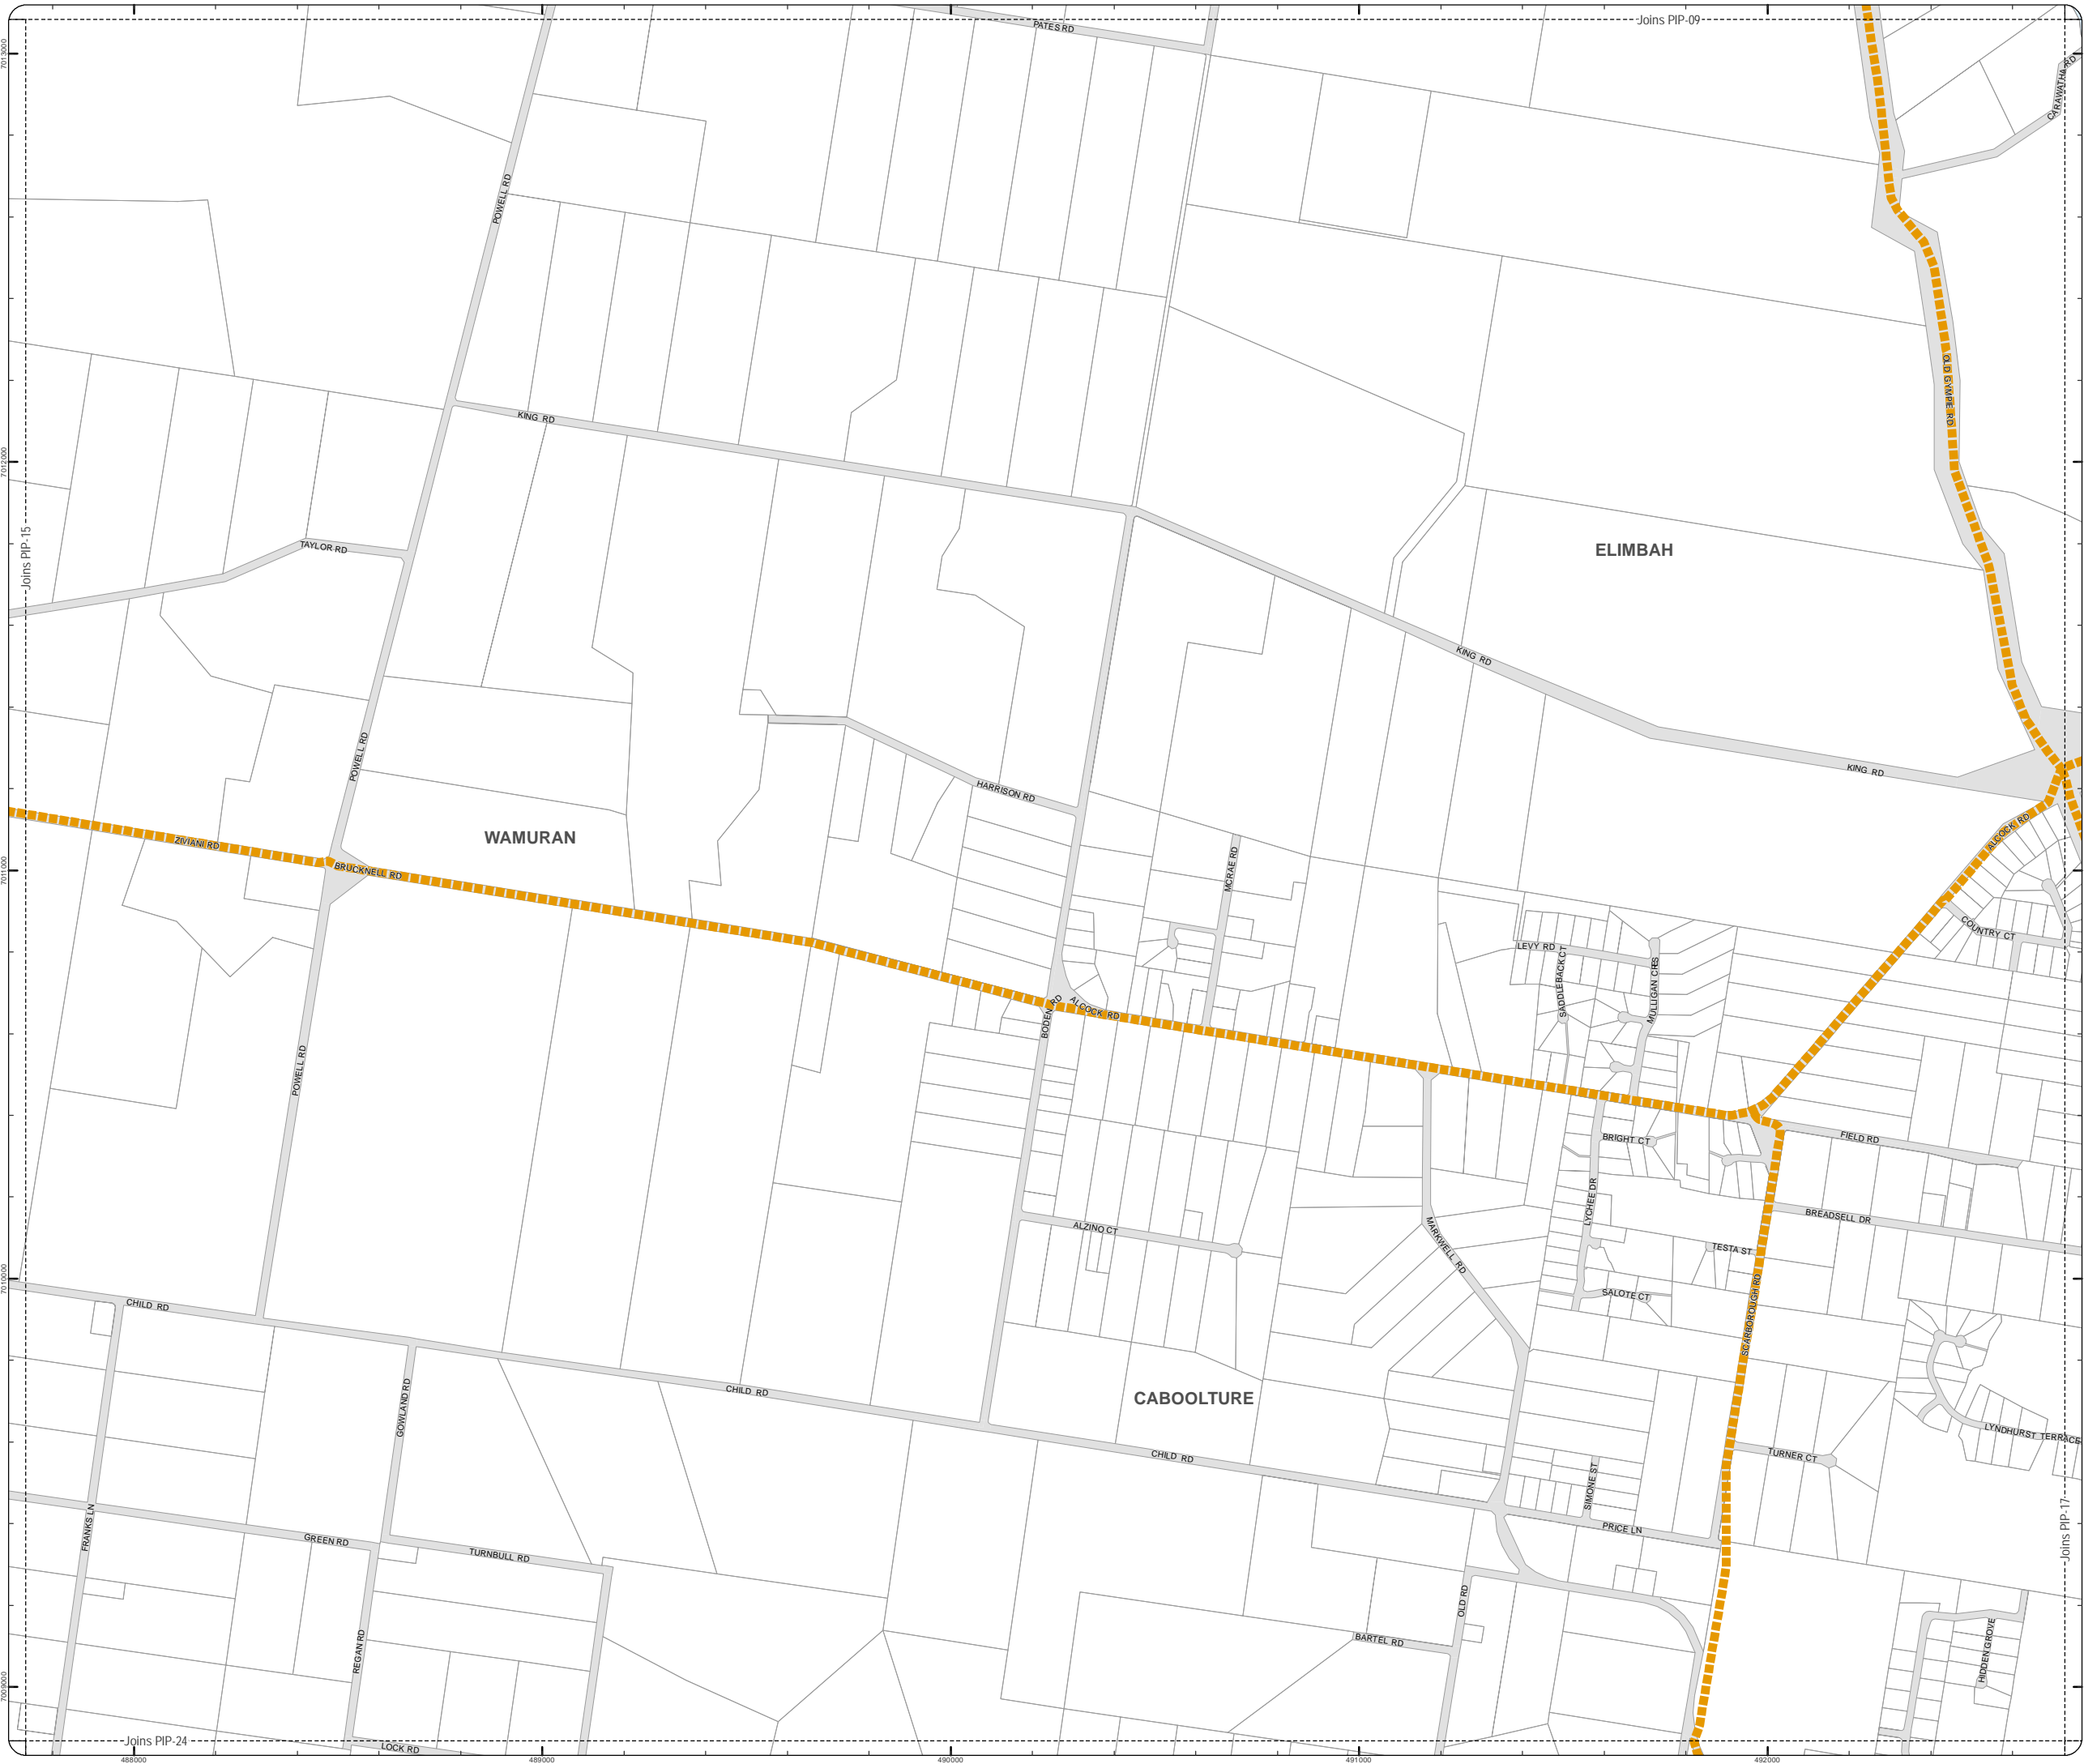 Joins PIP-09
PATES RD
7013000
CARAWATHA RD
POWELL RD
OLD GYMPIE RD
KING RD
7012000
Joins PIP-15
TAYLOR RD
ELIMBAH
KING RD
POWELL RD
KING RD
HARRISON RD
WAMURAN
ZIVIANI RD
ALCOCK RD
BRUCKNELL RD
MCRAE RD
7011000
COUNTRY CT
LEVY RD
SADDLEBACK CT
MULLIGAN CRES
ALCOCK RD
BODEN RD
POWELL RD
BRIGHT CT
FIELD RD
LYCHEE DR
BREADSELL DR
ALZINO CT
MARKWELL RD
TESTA ST
7010000
SALOTE CT
CHILD RD
SCARBOROUGH RD
CHILD RD
CABOOLTURE
GOWLAND RD
LYNDHURST TERRACE
CHILD RD
TURNER CT
SIMONE ST
FRANKS LN
PRICE LN
Joins PIP-17
GREEN RD
TURNBULL RD
OLD RD
REGAN RD
BARTEL RD
HIDDEN GROVE
7009000
Joins PIP-24
LOCK RD
488000
489000
490000
491000
492000